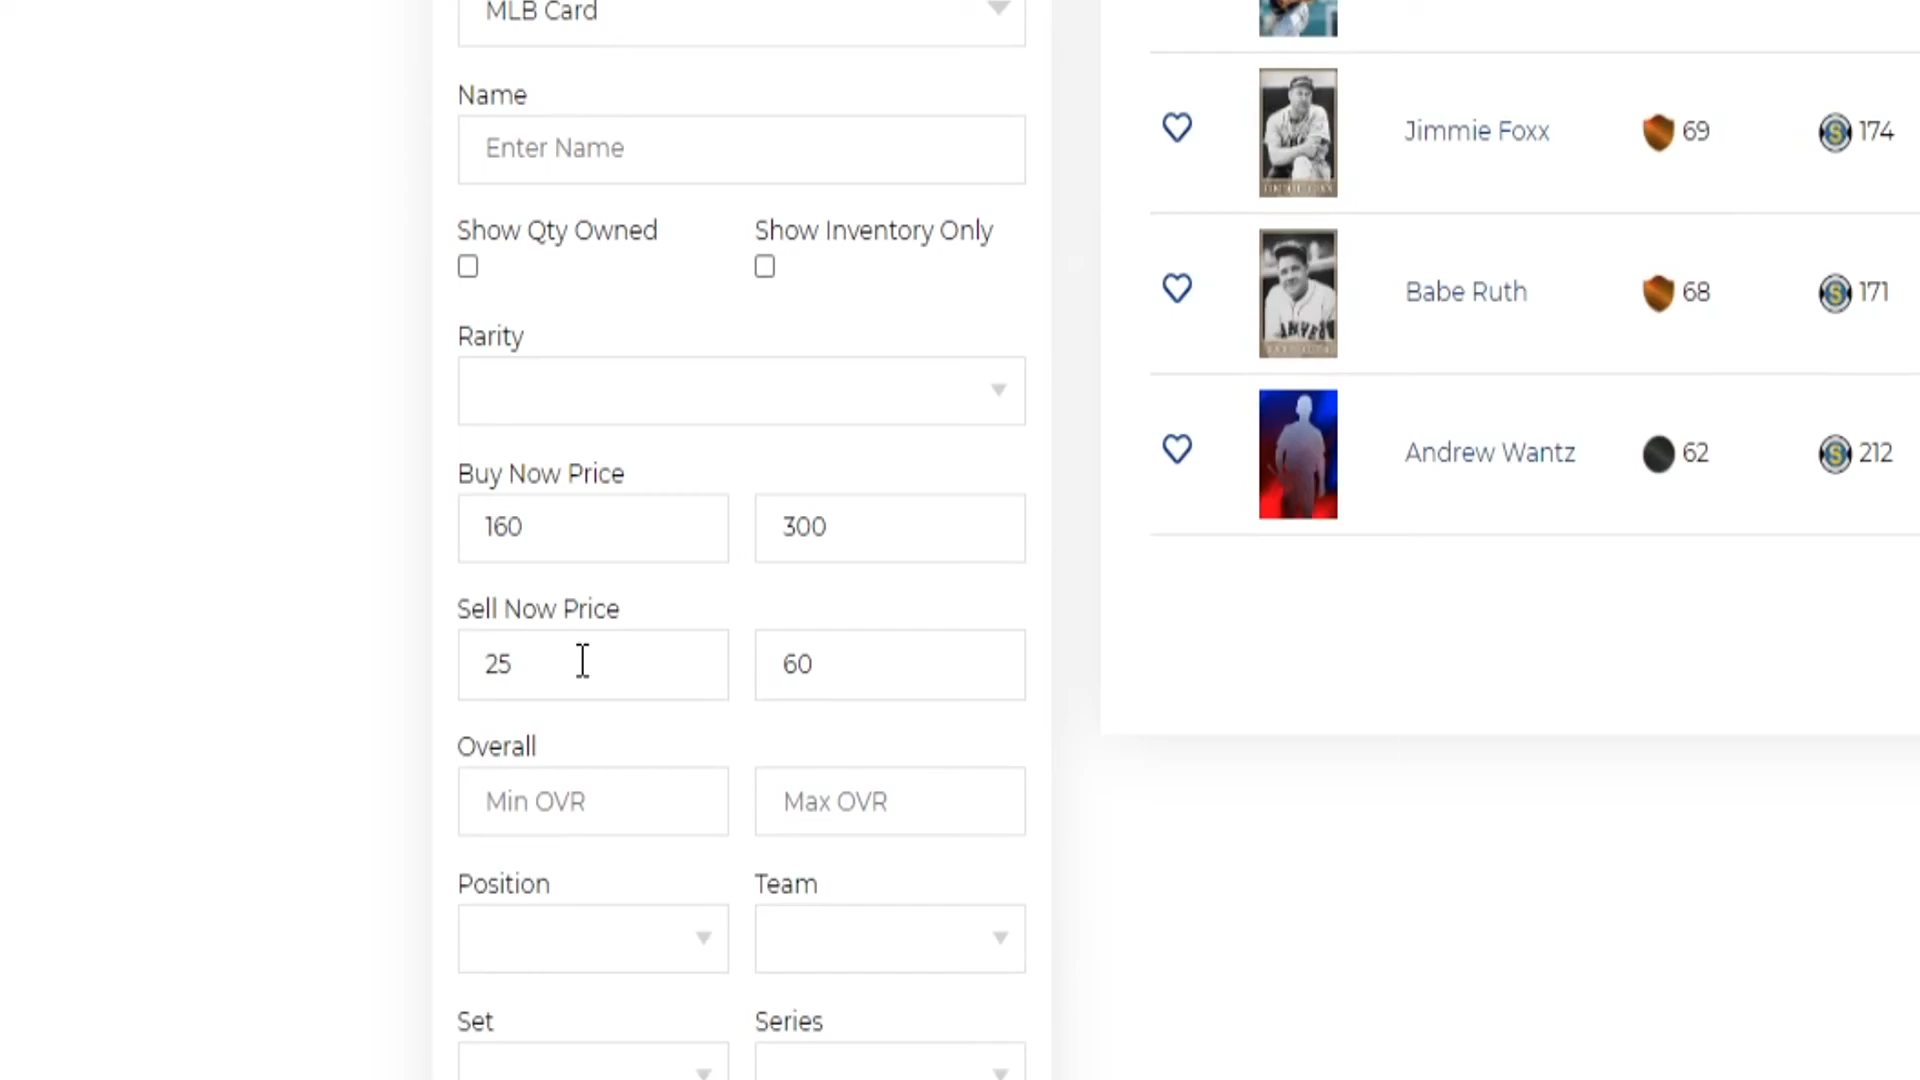 MLB Card
Name
Enter Name
Show Qty Owned
Show Inventory Only
Rarity
Buy Now Price
160
300
Sell Now Price
25
60
Overall
Min OVR
Max OVR
Position
Team
Set
Series
Jimmie Foxx 69 174
Babe Ruth 68 171
Andrew Wantz 62 212